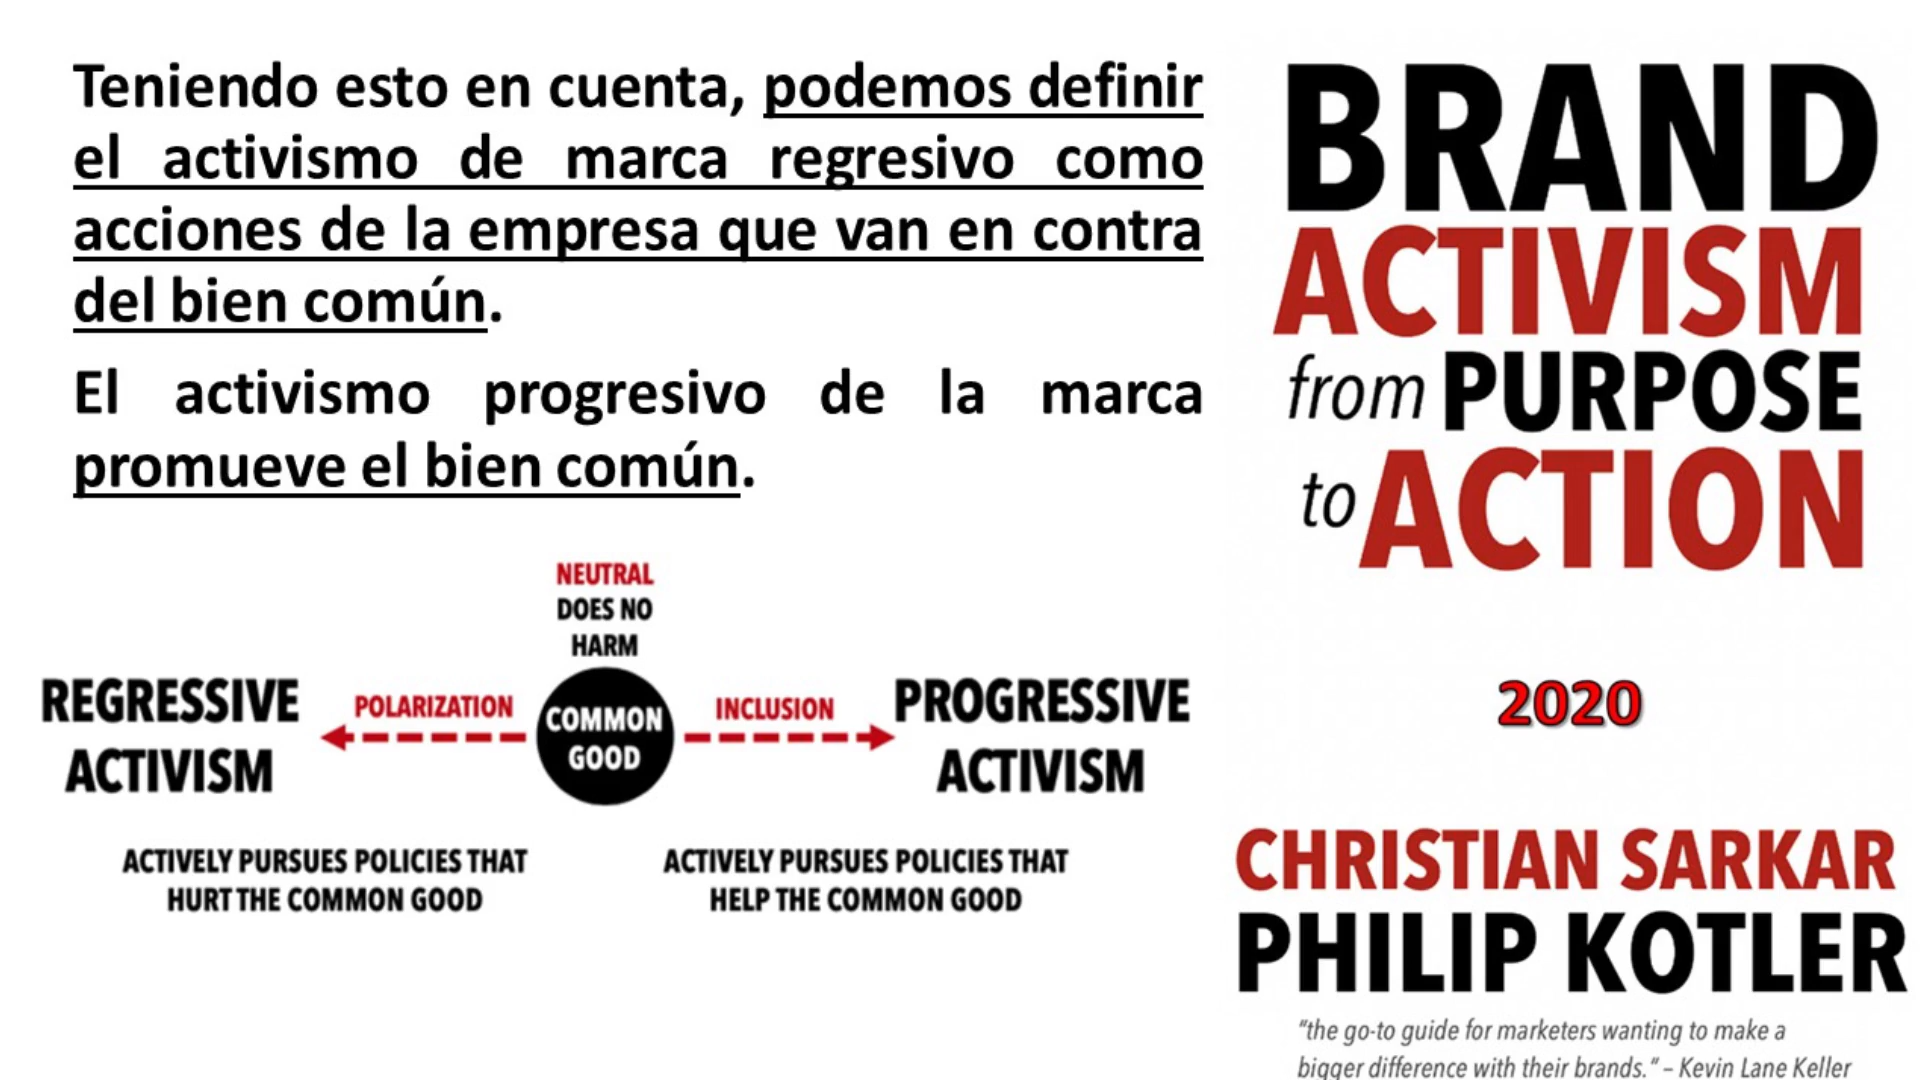 Teniendo esto en cuenta, podemos definir
el activismo de marca regresivo como
acciones de la empresa que van en contra
del bien común.
El activismo progresivo de la marca
promueve el bien común.
NEUTRAL
DOES NO
HARM
REGRESSIVE
ACTIVISM
POLARIZATION
COMMON
GOOD
INCLUSION
PROGRESSIVE
ACTIVISM
ACTIVELY PURSUES POLICIES THAT
HURT THE COMMON GOOD
ACTIVELY PURSUES POLICIES THAT
HELP THE COMMON GOOD
BRAND
ACTIVISM
from PURPOSE
to ACTION
2020
CHRISTIAN SARKAR
PHILIP KOTLER
"the go-to guide for marketers wanting to make a
bigger difference with their brands." – Kevin Lane Keller